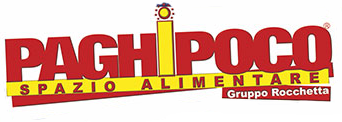 PAGHIPOCO®
SPAZIO ALIMENTARE
Gruppo Rocchetta